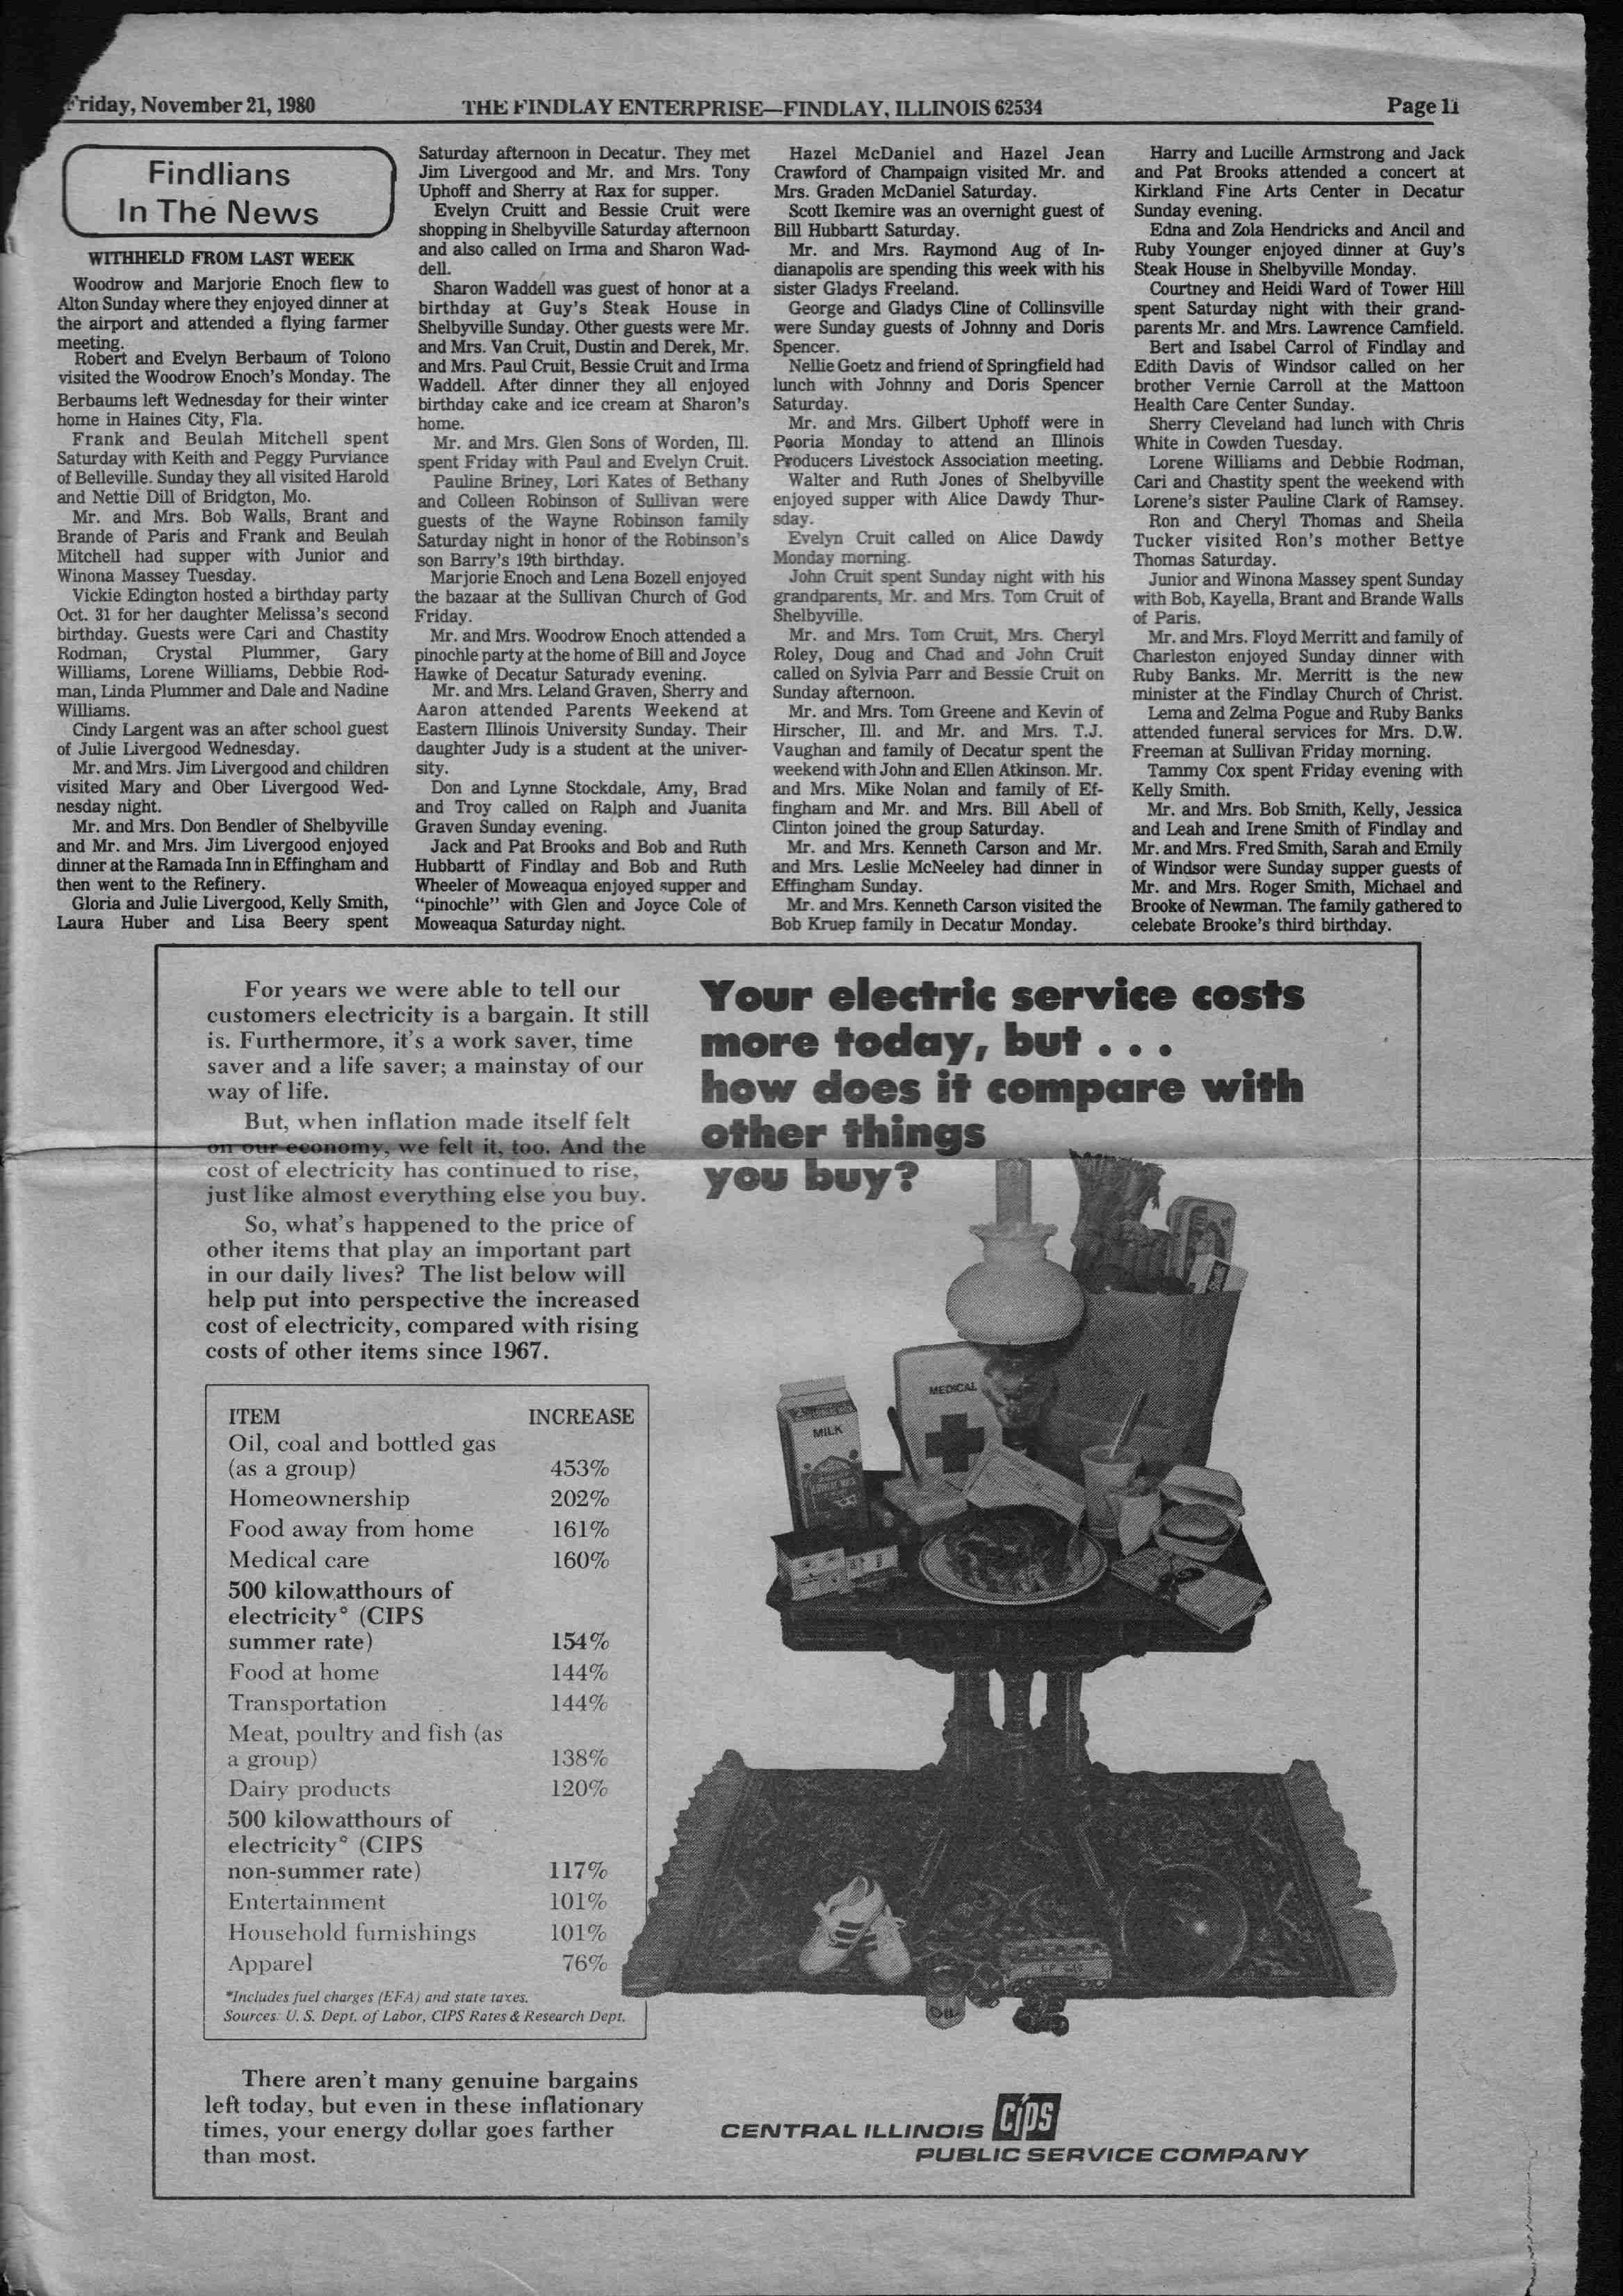 Friday, November 21, 1980
THE FINDLAY ENTERPRISE—FINDLAY, ILLINOIS 62534
Page 11
Findlians
In The News
WITHHELD FROM LAST WEEK
Woodrow and Marjorie Enoch flew to
Alton Sunday where they enjoyed dinner at
the airport and attended a flying farmer
meeting.
Robert and Evelyn Berbaum of Tolono
visited the Woodrow Enoch's Monday. The
Berbaums left Wednesday for their winter
home in Haines City, Fla.
Frank and Beulah Mitchell spent
Saturday with Keith and Peggy Purviance
of Belleville. Sunday they all visited Harold
and Nettie Dill of Bridgton, Mo.
Mr. and Mrs. Bob Walls, Brant and
Brande of Paris and Frank and Beulah
Mitchell had supper with Junior and
Winona Massey Tuesday.
Vickie Edington hosted a birthday party
Oct. 31 for her daughter Melissa's second
birthday. Guests were Cari and Chastity
Rodman, Crystal Plummer, Gary
Williams, Lorene Williams, Debbie Rod-
man, Linda Plummer and Dale and Nadine
Williams.
Cindy Largent was an after school guest
of Julie Livergood Wednesday.
Mr. and Mrs. Jim Livergood and children
visited Mary and Ober Livergood Wed-
nesday night.
Mr. and Mrs. Don Bendler of Shelbyville
and Mr. and Mrs. Jim Livergood enjoyed
dinner at the Ramada Inn in Effingham and
then went to the Refinery.
Gloria and Julie Livergood, Kelly Smith,
Laura Huber and Lisa Beery spent
Saturday afternoon in Decatur. They met
Jim Livergood and Mr. and Mrs. Tony
Uphoff and Sherry at Rax for supper.
Evelyn Cruitt and Bessie Cruit were
shopping in Shelbyville Saturday afternoon
and also called on Irma and Sharon Wad-
dell.
Sharon Waddell was guest of honor at a
birthday at Guy's Steak House in
Shelbyville Sunday. Other guests were Mr.
and Mrs. Van Cruit, Dustin and Derek, Mr.
and Mrs. Paul Cruit, Bessie Cruit and Irma
Waddell. After dinner they all enjoyed
birthday cake and ice cream at Sharon's
home.
Mr. and Mrs. Glen Sons of Worden, Ill.
spent Friday with Paul and Evelyn Cruit.
Pauline Briney, Lori Kates of Bethany
and Colleen Robinson of Sullivan were
guests of the Wayne Robinson family
Saturday night in honor of the Robinson's
son Barry's 19th birthday.
Marjorie Enoch and Lena Bozell enjoyed
the bazaar at the Sullivan Church of God
Friday.
Mr. and Mrs. Woodrow Enoch attended a
pinochle party at the home of Bill and Joyce
Hawke of Decatur Saturady evening.
Mr. and Mrs. Leland Graven, Sherry and
Aaron attended Parents Weekend at
Eastern Illinois University Sunday. Their
daughter Judy is a student at the univer-
sity.
Don and Lynne Stockdale, Amy, Brad
and Troy called on Ralph and Juanita
Graven Sunday evening.
Jack and Pat Brooks and Bob and Ruth
Hubbartt of Findlay and Bob and Ruth
Wheeler of Moweaqua enjoyed supper and
"pinochle" with Glen and Joyce Cole of
Moweaqua Saturday night.
Hazel McDaniel and Hazel Jean
Crawford of Champaign visited Mr. and
Mrs. Graden McDaniel Saturday.
Scott Ikemire was an overnight guest of
Bill Hubbartt Saturday.
Mr. and Mrs. Raymond Aug of In-
dianapolis are spending this week with his
sister Gladys Freeland.
George and Gladys Cline of Collinsville
were Sunday guests of Johnny and Doris
Spencer.
Nellie Goetz and friend of Springfield had
lunch with Johnny and Doris Spencer
Saturday.
Mr. and Mrs. Gilbert Uphoff were in
Peoria Monday to attend an Illinois
Producers Livestock Association meeting.
Walter and Ruth Jones of Shelbyville
enjoyed supper with Alice Dawdy Thur-
sday.
Evelyn Cruit called on Alice Dawdy
Monday morning.
John Cruit spent Sunday night with his
grandparents, Mr. and Mrs. Tom Cruit of
Shelbyville.
Mr. and Mrs. Tom Cruit, Mrs. Cheryl
Roley, Doug and Chad and John Cruit
called on Sylvia Parr and Bessie Cruit on
Sunday afternoon.
Mr. and Mrs. Tom Greene and Kevin of
Hirscher, Ill. and Mr. and Mrs. T.J.
Vaughan and family of Decatur spent the
weekend with John and Ellen Atkinson. Mr.
and Mrs. Mike Nolan and family of Ef-
fingham and Mr. and Mrs. Bill Abell of
Clinton joined the group Saturday.
Mr. and Mrs. Kenneth Carson and Mr.
and Mrs. Leslie McNeeley had dinner in
Effingham Sunday.
Mr. and Mrs. Kenneth Carson visited the
Bob Kruep family in Decatur Monday.
Harry and Lucille Armstrong and Jack
and Pat Brooks attended a concert at
Kirkland Fine Arts Center in Decatur
Sunday evening.
Edna and Zola Hendricks and Ancil and
Ruby Younger enjoyed dinner at Guy's
Steak House in Shelbyville Monday.
Courtney and Heidi Ward of Tower Hill
spent Saturday night with their grand-
parents Mr. and Mrs. Lawrence Camfield.
Bert and Isabel Carrol of Findlay and
Edith Davis of Windsor called on her
brother Vernie Carroll at the Mattoon
Health Care Center Sunday.
Sherry Cleveland had lunch with Chris
White in Cowden Tuesday.
Lorene Williams and Debbie Rodman,
Cari and Chastity spent the weekend with
Lorene's sister Pauline Clark of Ramsey.
Ron and Cheryl Thomas and Sheila
Tucker visited Ron's mother Bettye
Thomas Saturday.
Junior and Winona Massey spent Sunday
with Bob, Kayella, Brant and Brande Walls
of Paris.
Mr. and Mrs. Floyd Merritt and family of
Charleston enjoyed Sunday dinner with
Ruby Banks. Mr. Merritt is the new
minister at the Findlay Church of Christ.
Lema and Zelma Pogue and Ruby Banks
attended funeral services for Mrs. D.W.
Freeman at Sullivan Friday morning.
Tammy Cox spent Friday evening with
Kelly Smith.
Mr. and Mrs. Bob Smith, Kelly, Jessica
and Leah and Irene Smith of Findlay and
Mr. and Mrs. Fred Smith, Sarah and Emily
of Windsor were Sunday supper guests of
Mr. and Mrs. Roger Smith, Michael and
Brooke of Newman. The family gathered to
celebate Brooke's third birthday.
For years we were able to tell our
customers electricity is a bargain. It still
is. Furthermore, it's a work saver, time
saver and a life saver; a mainstay of our
way of life.
But, when inflation made itself felt
on our economy, we felt it, too. And the
cost of electricity has continued to rise,
just like almost everything else you buy.
So, what's happened to the price of
other items that play an important part
in our daily lives? The list below will
help put into perspective the increased
cost of electricity, compared with rising
costs of other items since 1967.
ITEM INCREASE
Oil, coal and bottled gas
(as a group) 453%
Homeownership 202%
Food away from home 161%
Medical care 160%
500 kilowatthours of
electricity* (CIPS
summer rate) 154%
Food at home 144%
Transportation 144%
Meat, poultry and fish (as
a group) 138%
Dairy products 120%
500 kilowatthours of
electricity* (CIPS
non-summer rate) 117%
Entertainment 101%
Household furnishings 101%
Apparel 76%
*Includes fuel charges (EFA) and state taxes.
Sources: U. S. Dept. of Labor, CIPS Rates & Research Dept.
There aren't many genuine bargains
left today, but even in these inflationary
times, your energy dollar goes farther
than most.
Your electric service costs
more today, but . . .
how does it compare with
other things
you buy?
MEDICAL
MILK
OIL
CENTRAL ILLINOIS CIPS
PUBLIC SERVICE COMPANY